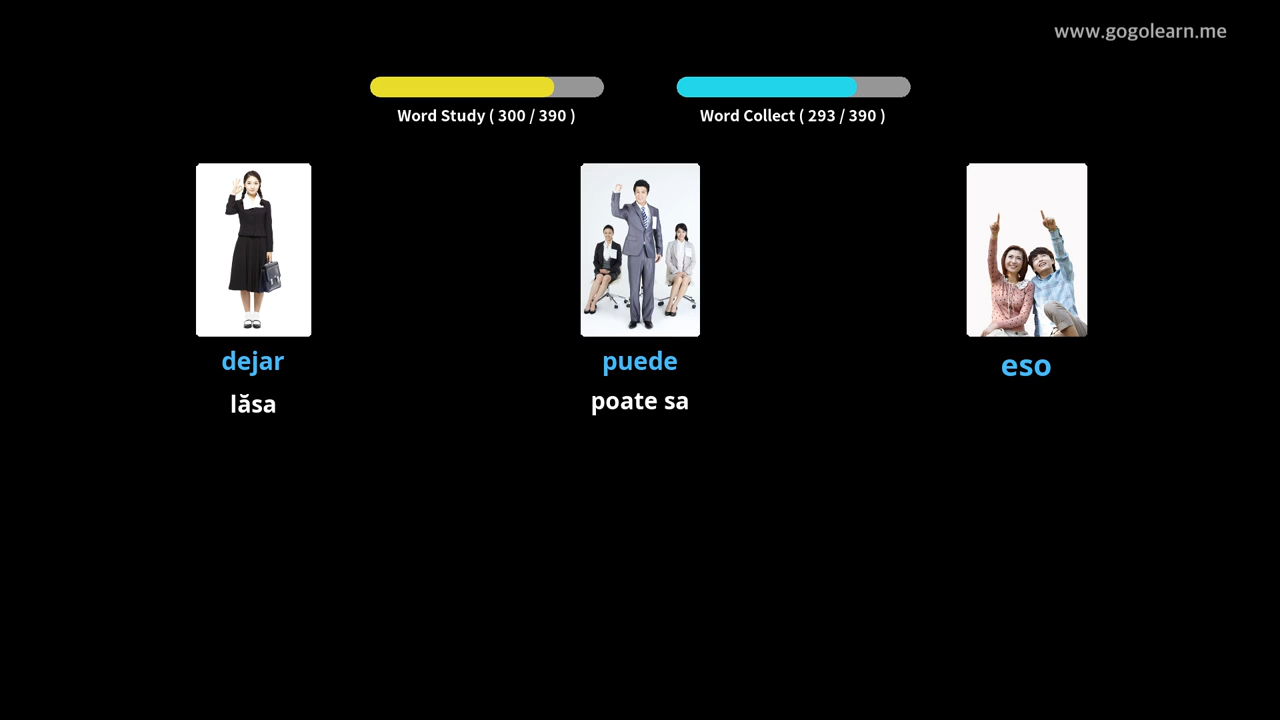 www.gogolearn.me
Word Study ( 300 / 390 )
Word Collect ( 293 / 390 )
dejar
puede
eso
lăsa
poate sa